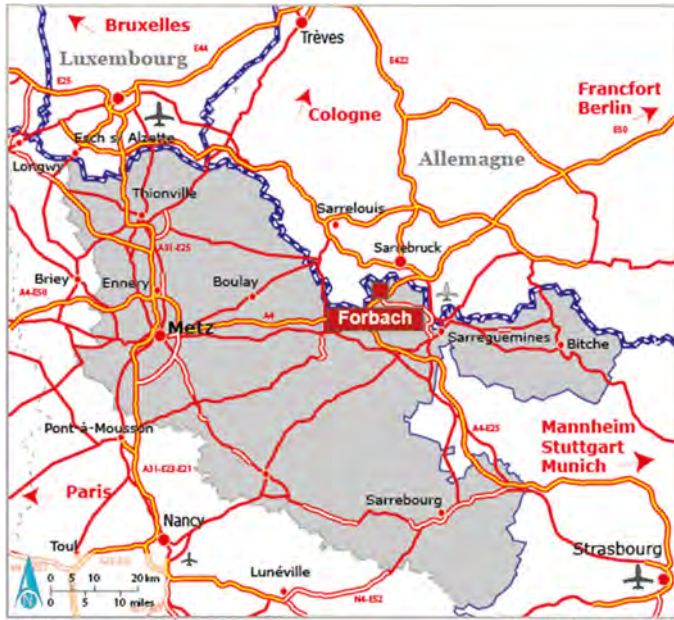 Bruxelles
Trèves
Luxembourg
E44
E25
E422
Francfort
Berlin
E50
Cologne
Esch s/ Alzette
Allemagne
Longwy
Thionville
Sarrelouis
A31-E25
Sarrebruck
Briey
Ennery
Boulay
A4-E50
A4
Metz
Forbach
Sarreguemines
Bitche
Pont-à-Mousson
A4-E25
Mannheim
Stuttgart
Munich
A31-E23-E21
Paris
Sarrebourg
Nancy
Toul
Strasbourg
Lunéville
N4-E52
N
0 10 20 km
0 5 10 miles